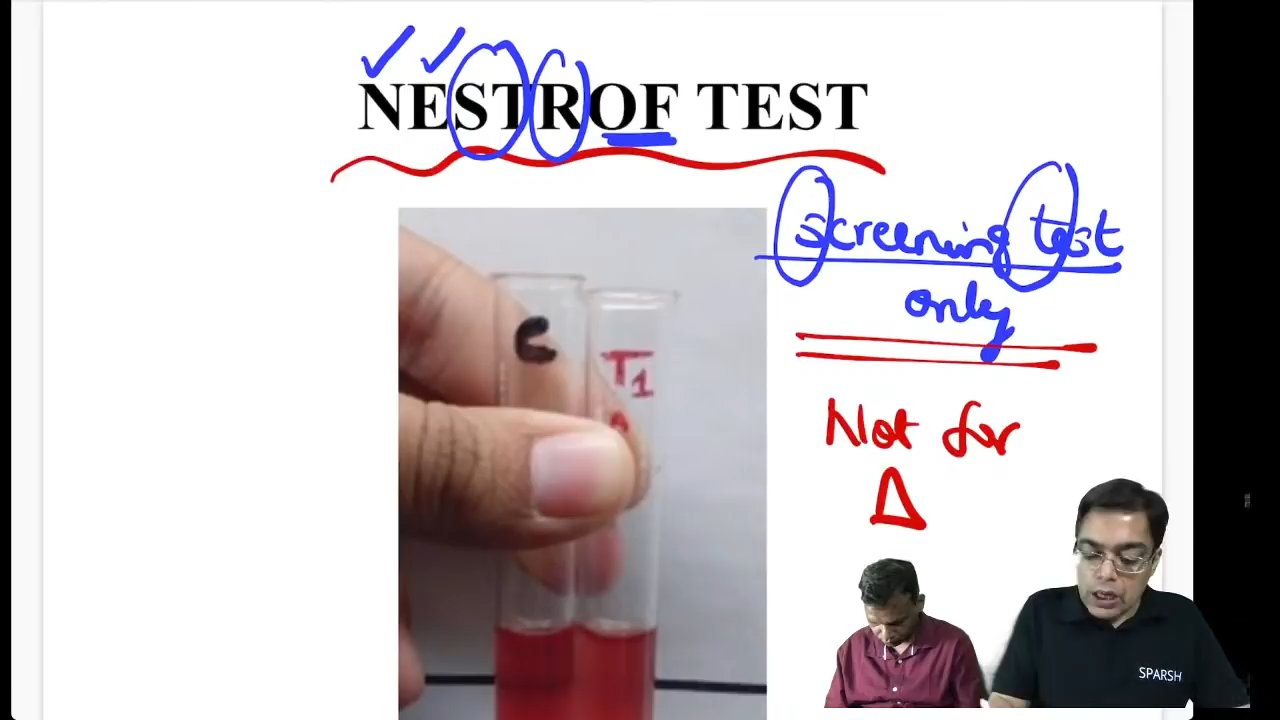 NESTROF TEST
screening test
only
C
T1
Not for
Δ
SPARSH